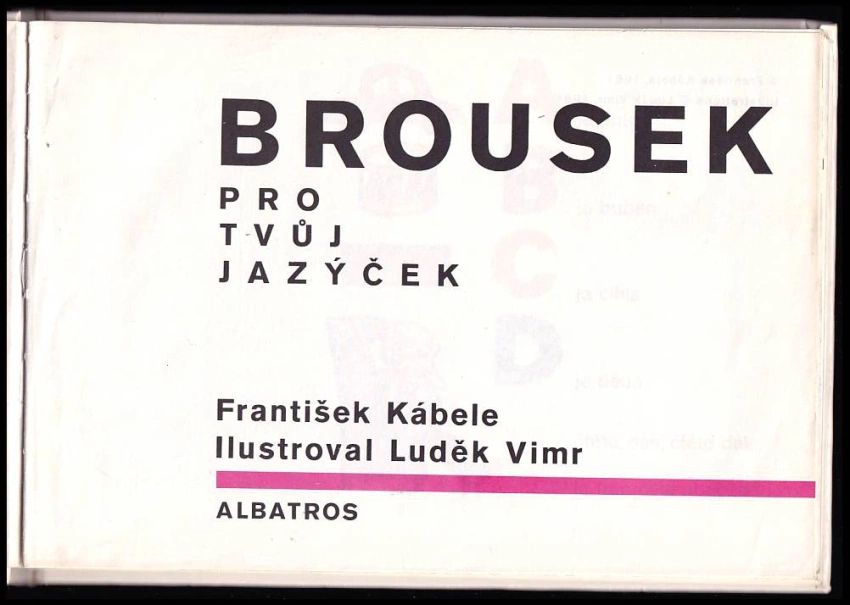 BROUSEK
PRO
TVŮJ
JAZÝČEK
František Kábele
Ilustroval Luděk Vimr
ALBATROS